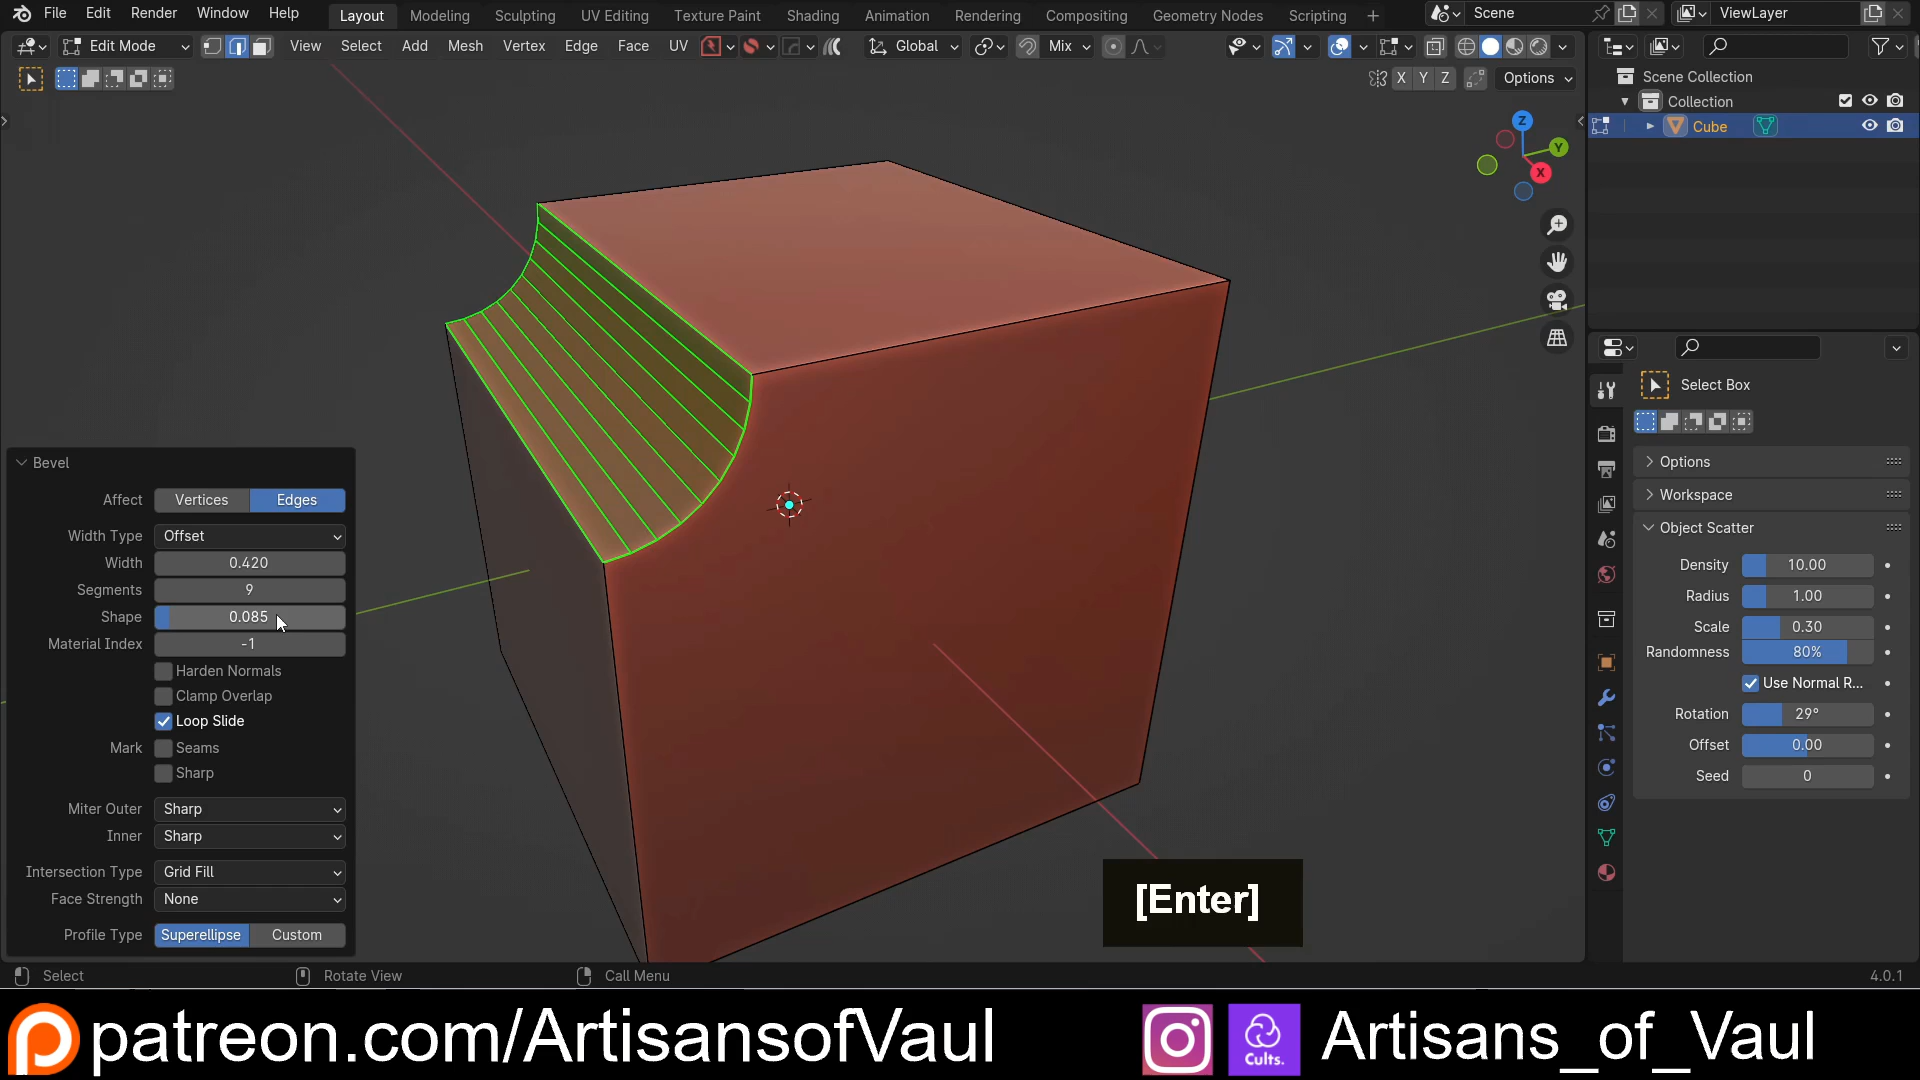 File Edit Render Window Help Layout Modeling Sculpting UV Editing Texture Paint Shading Animation Rendering Compositing Geometry Nodes Scripting + Scene ViewLayer
Edit Mode View Select Add Mesh Vertex Edge Face UV Global Mix
X Y Z Options
Scene Collection
Collection
Cube
Z
Y
X
Select Box
Options
Workspace
Object Scatter
Density 10.00
Radius 1.00
Scale 0.30
Randomness 80%
Use Normal R...
Rotation 29°
Offset 0.00
Seed 0
Bevel
Affect Vertices Edges
Width Type Offset
Width 0.420
Segments 9
Shape 0.085
Material Index -1
Harden Normals
Clamp Overlap
Loop Slide
Mark Seams
Sharp
Miter Outer Sharp
Inner Sharp
Intersection Type Grid Fill
Face Strength None
Profile Type Superellipse Custom
[Enter]
Select Rotate View Call Menu 4.0.1
patreon.com/ArtisansofVaul Cults. Artisans_of_Vaul